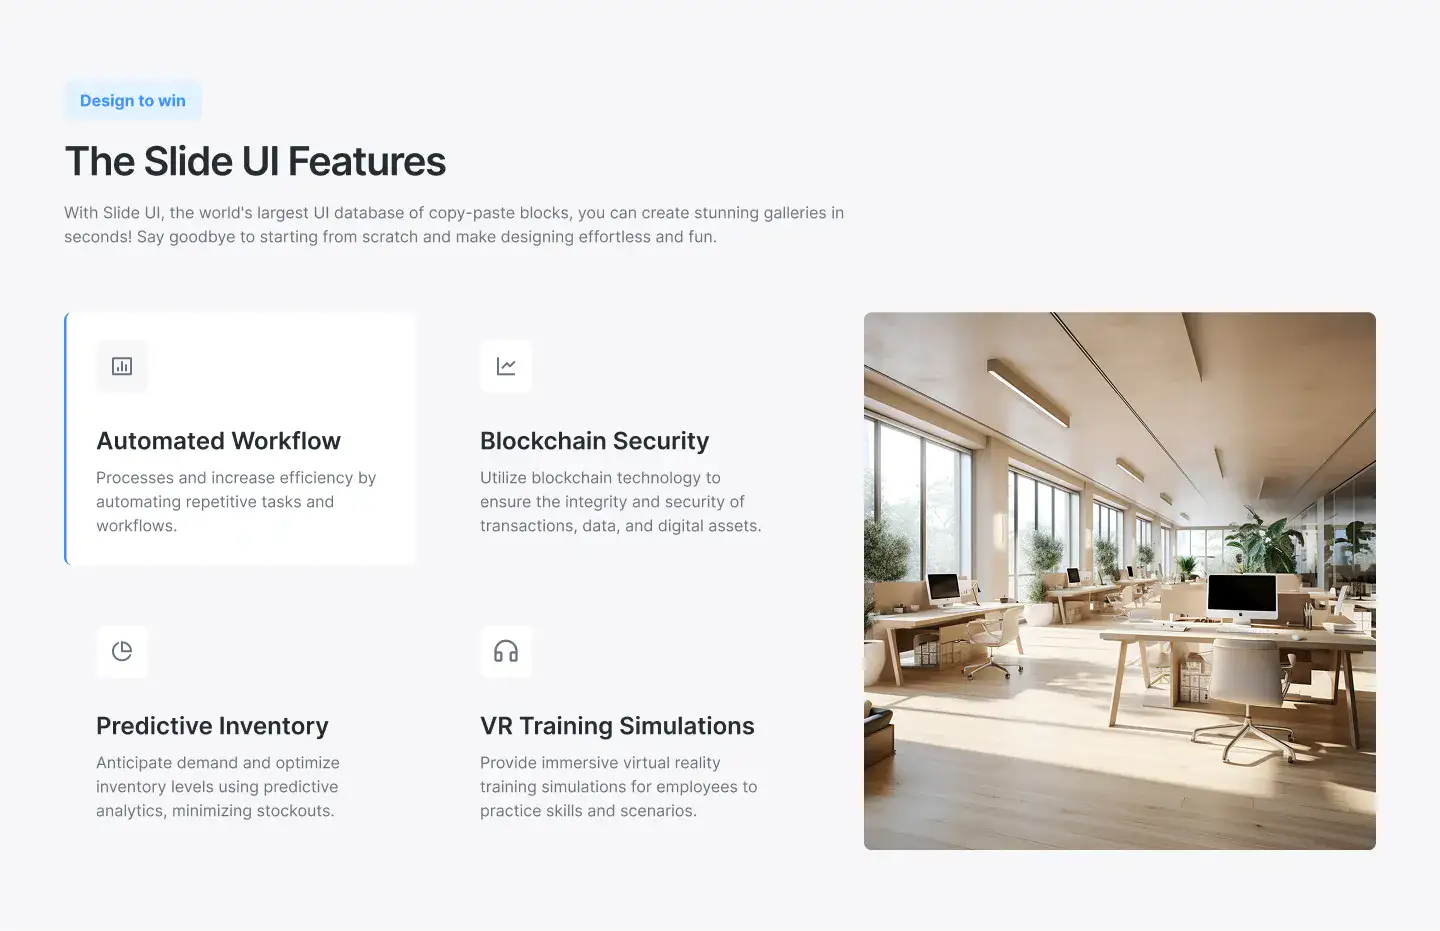 Design to win
The Slide UI Features
With Slide UI, the world's largest UI database of copy-paste blocks, you can create stunning galleries in
seconds! Say goodbye to starting from scratch and make designing effortless and fun.
Automated Workflow
Processes and increase efficiency by
automating repetitive tasks and
workflows.
Blockchain Security
Utilize blockchain technology to
ensure the integrity and security of
transactions, data, and digital assets.
Predictive Inventory
Anticipate demand and optimize
inventory levels using predictive
analytics, minimizing stockouts.
VR Training Simulations
Provide immersive virtual reality
training simulations for employees to
practice skills and scenarios.